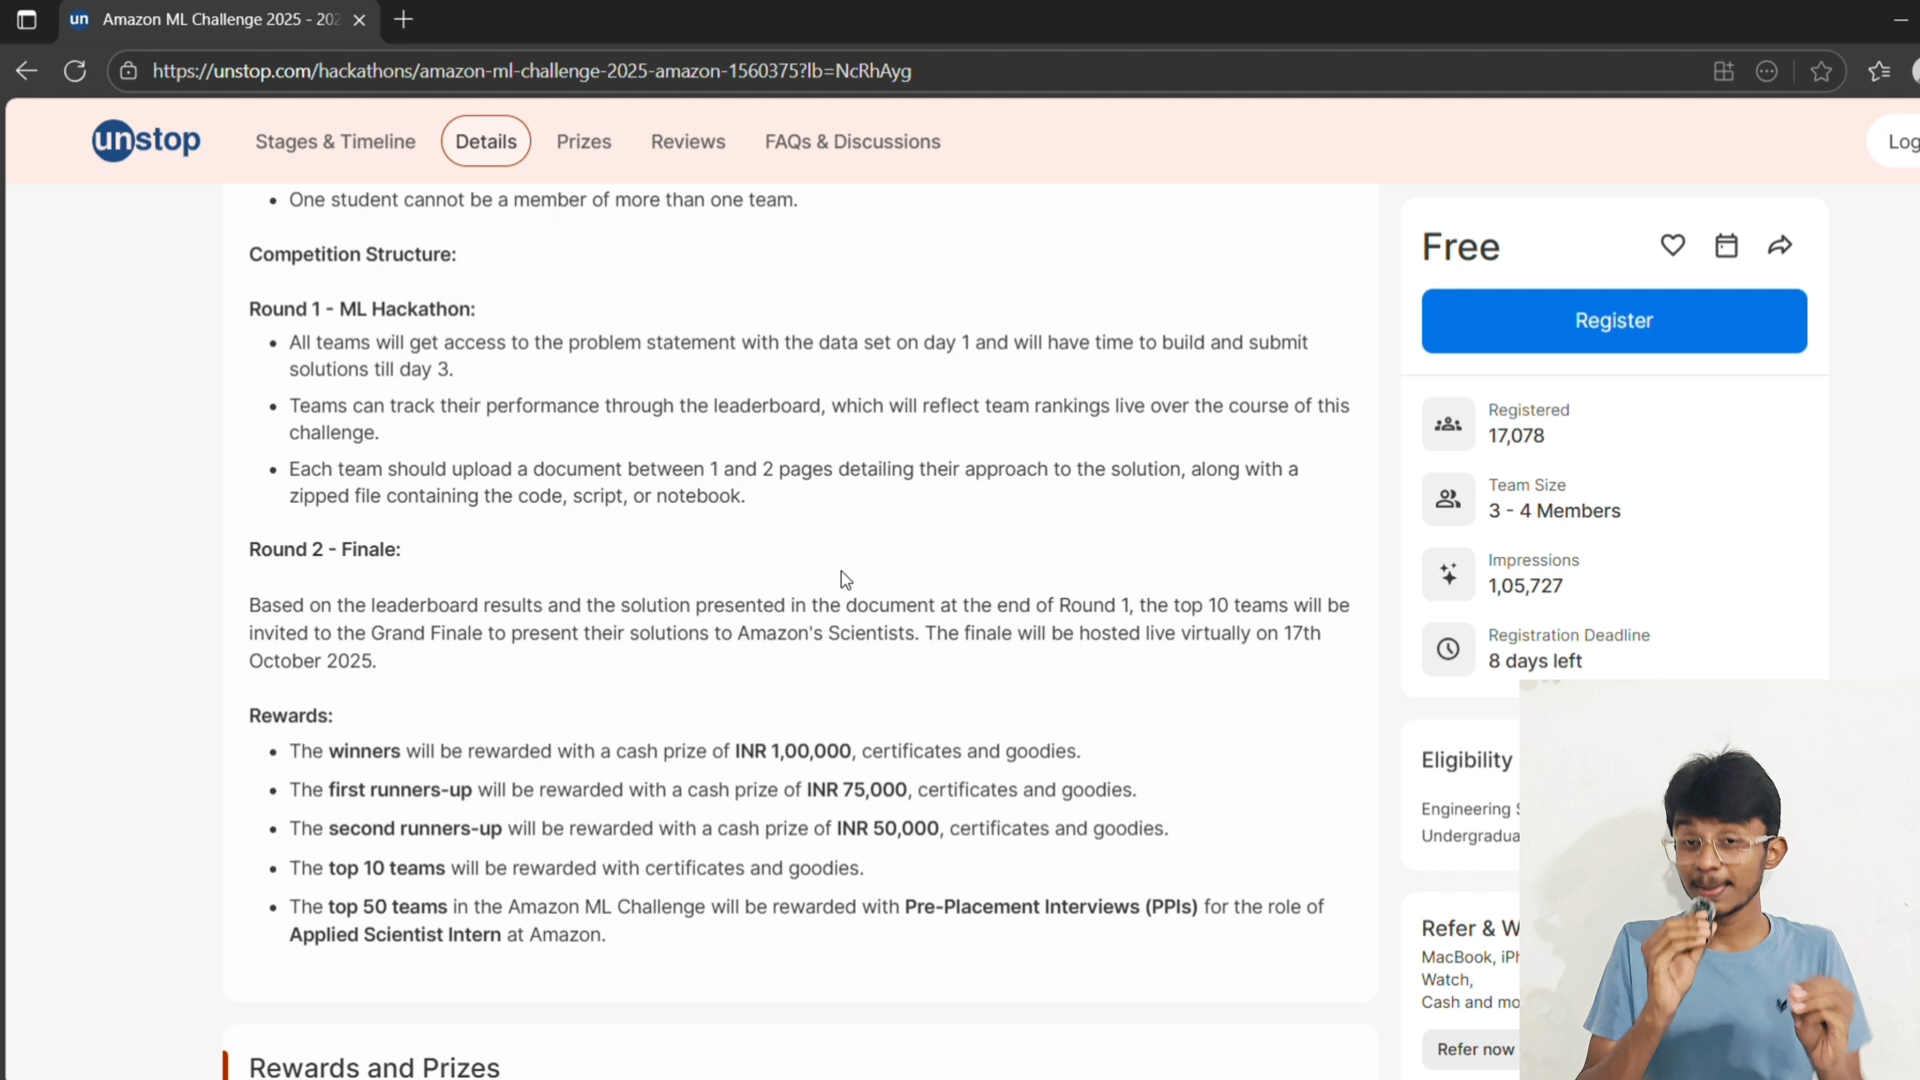 un Amazon ML Challenge 2025 - 202
https://unstop.com/hackathons/amazon-ml-challenge-2025-amazon-1560375?lb=NcRhAyg
unstop
Stages & Timeline
Details
Prizes
Reviews
FAQs & Discussions
Log
• One student cannot be a member of more than one team.
Competition Structure:
Round 1 - ML Hackathon:
• All teams will get access to the problem statement with the data set on day 1 and will have time to build and submit
solutions till day 3.
• Teams can track their performance through the leaderboard, which will reflect team rankings live over the course of this
challenge.
• Each team should upload a document between 1 and 2 pages detailing their approach to the solution, along with a
zipped file containing the code, script, or notebook.
Round 2 - Finale:
Based on the leaderboard results and the solution presented in the document at the end of Round 1, the top 10 teams will be
invited to the Grand Finale to present their solutions to Amazon's Scientists. The finale will be hosted live virtually on 17th
October 2025.
Rewards:
• The winners will be rewarded with a cash prize of INR 1,00,000, certificates and goodies.
• The first runners-up will be rewarded with a cash prize of INR 75,000, certificates and goodies.
• The second runners-up will be rewarded with a cash prize of INR 50,000, certificates and goodies.
• The top 10 teams will be rewarded with certificates and goodies.
• The top 50 teams in the Amazon ML Challenge will be rewarded with Pre-Placement Interviews (PPIs) for the role of
Applied Scientist Intern at Amazon.
Rewards and Prizes
Free
Register
Registered
17,078
Team Size
3 - 4 Members
Impressions
1,05,727
Registration Deadline
8 days left
Eligibility
Engineering S
Undergradua
Refer & W
MacBook, iPh
Watch,
Cash and mo
Refer now